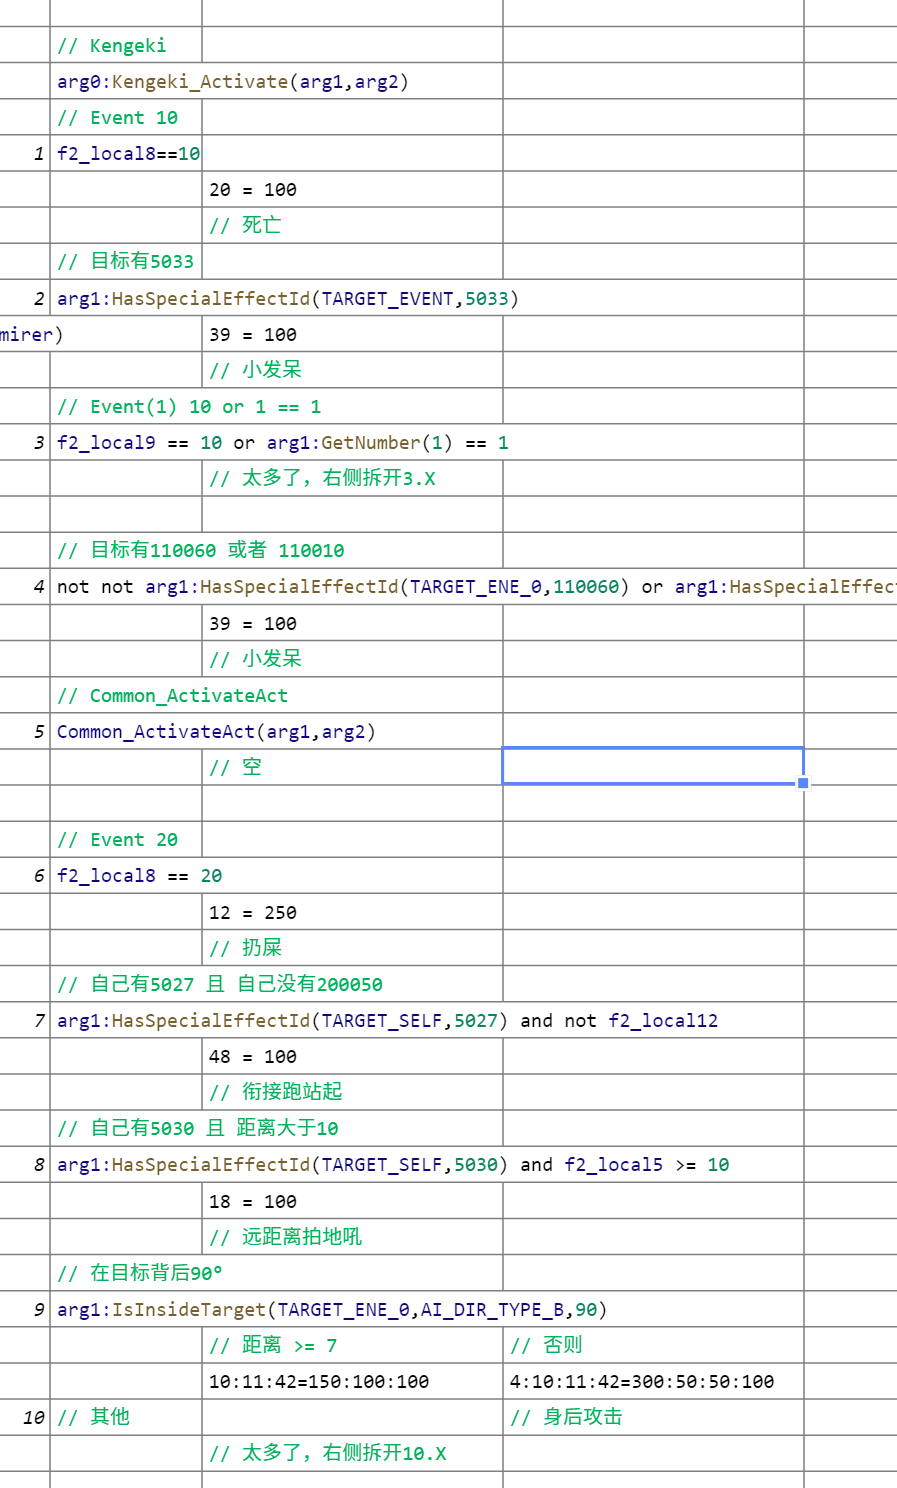 // Kengeki
arg0:Kengeki_Activate(arg1,arg2)
// Event 10
1 f2_local8==10
20 = 100
// 死亡
// 目标有5033
2 arg1:HasSpecialEffectId(TARGET_EVENT,5033)
mirer) 39 = 100
// 小发呆
// Event(1) 10 or 1 == 1
3 f2_local9 == 10 or arg1:GetNumber(1) == 1
// 太多了，右侧拆开3.X
// 目标有110060 或者 110010
4 not not arg1:HasSpecialEffectId(TARGET_ENE_0,110060) or arg1:HasSpecialEffect
39 = 100
// 小发呆
// Common_ActivateAct
5 Common_ActivateAct(arg1,arg2)
// 空
// Event 20
6 f2_local8 == 20
12 = 250
// 扔屎
// 自己有5027 且 自己没有200050
7 arg1:HasSpecialEffectId(TARGET_SELF,5027) and not f2_local12
48 = 100
// 衔接跑站起
// 自己有5030 且 距离大于10
8 arg1:HasSpecialEffectId(TARGET_SELF,5030) and f2_local5 >= 10
18 = 100
// 远距离拍地吼
// 在目标背后90°
9 arg1:IsInsideTarget(TARGET_ENE_0,AI_DIR_TYPE_B,90)
// 距离 >= 7 // 否则
10:11:42=150:100:100 4:10:11:42=300:50:50:100
10 // 其他 // 身后攻击
// 太多了，右侧拆开10.X